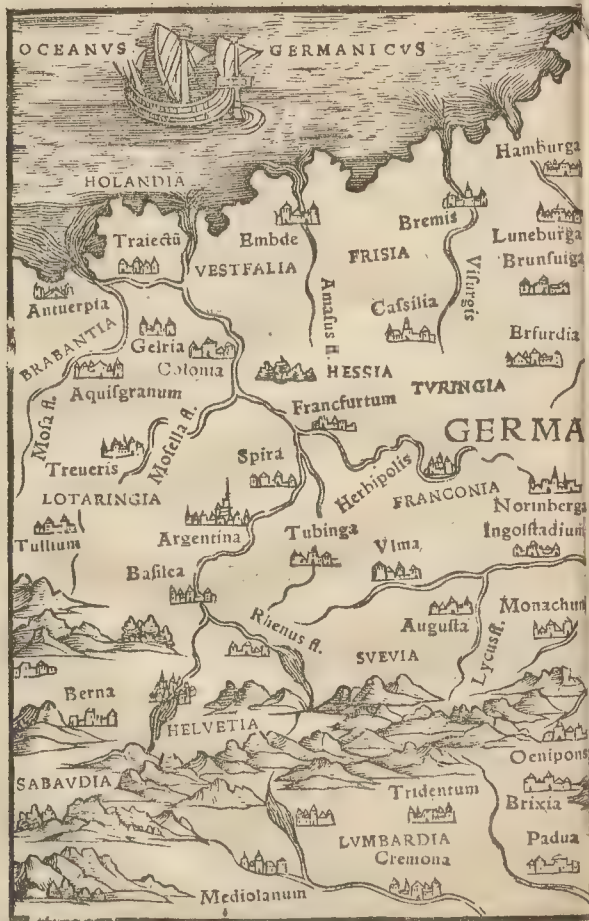 OCEANVS GERMANICVS
Hamburga
HOLANDIA
Bremis
Traiectū
Embde
Luneburga
VESTFALIA
FRISIA
Brunsuiga
Antuerpia
Amasus fl.
Visurgis
Cassilia
BRABANTIA
Gelria
Colonia
Erfurdia
HESSIA
Aquisgranum
TVRINGIA
Mosa fl.
Mosella fl.
Francfurtum
GERMA
Treueris
Spira
Herbipolis
LOTARINGIA
FRANCONIA
Norinberga
Argentina
Tubinga
Ingolstadium
Tullium
Vlma
Basilea
Rhenus fl.
Augusta
Monachum
Lycus fl.
SVEVIA
Berna
HELVETIA
Oenipons
SABAVDIA
Tridentum
Brixia
LVMBARDIA
Cremona
Padua
Mediolanum